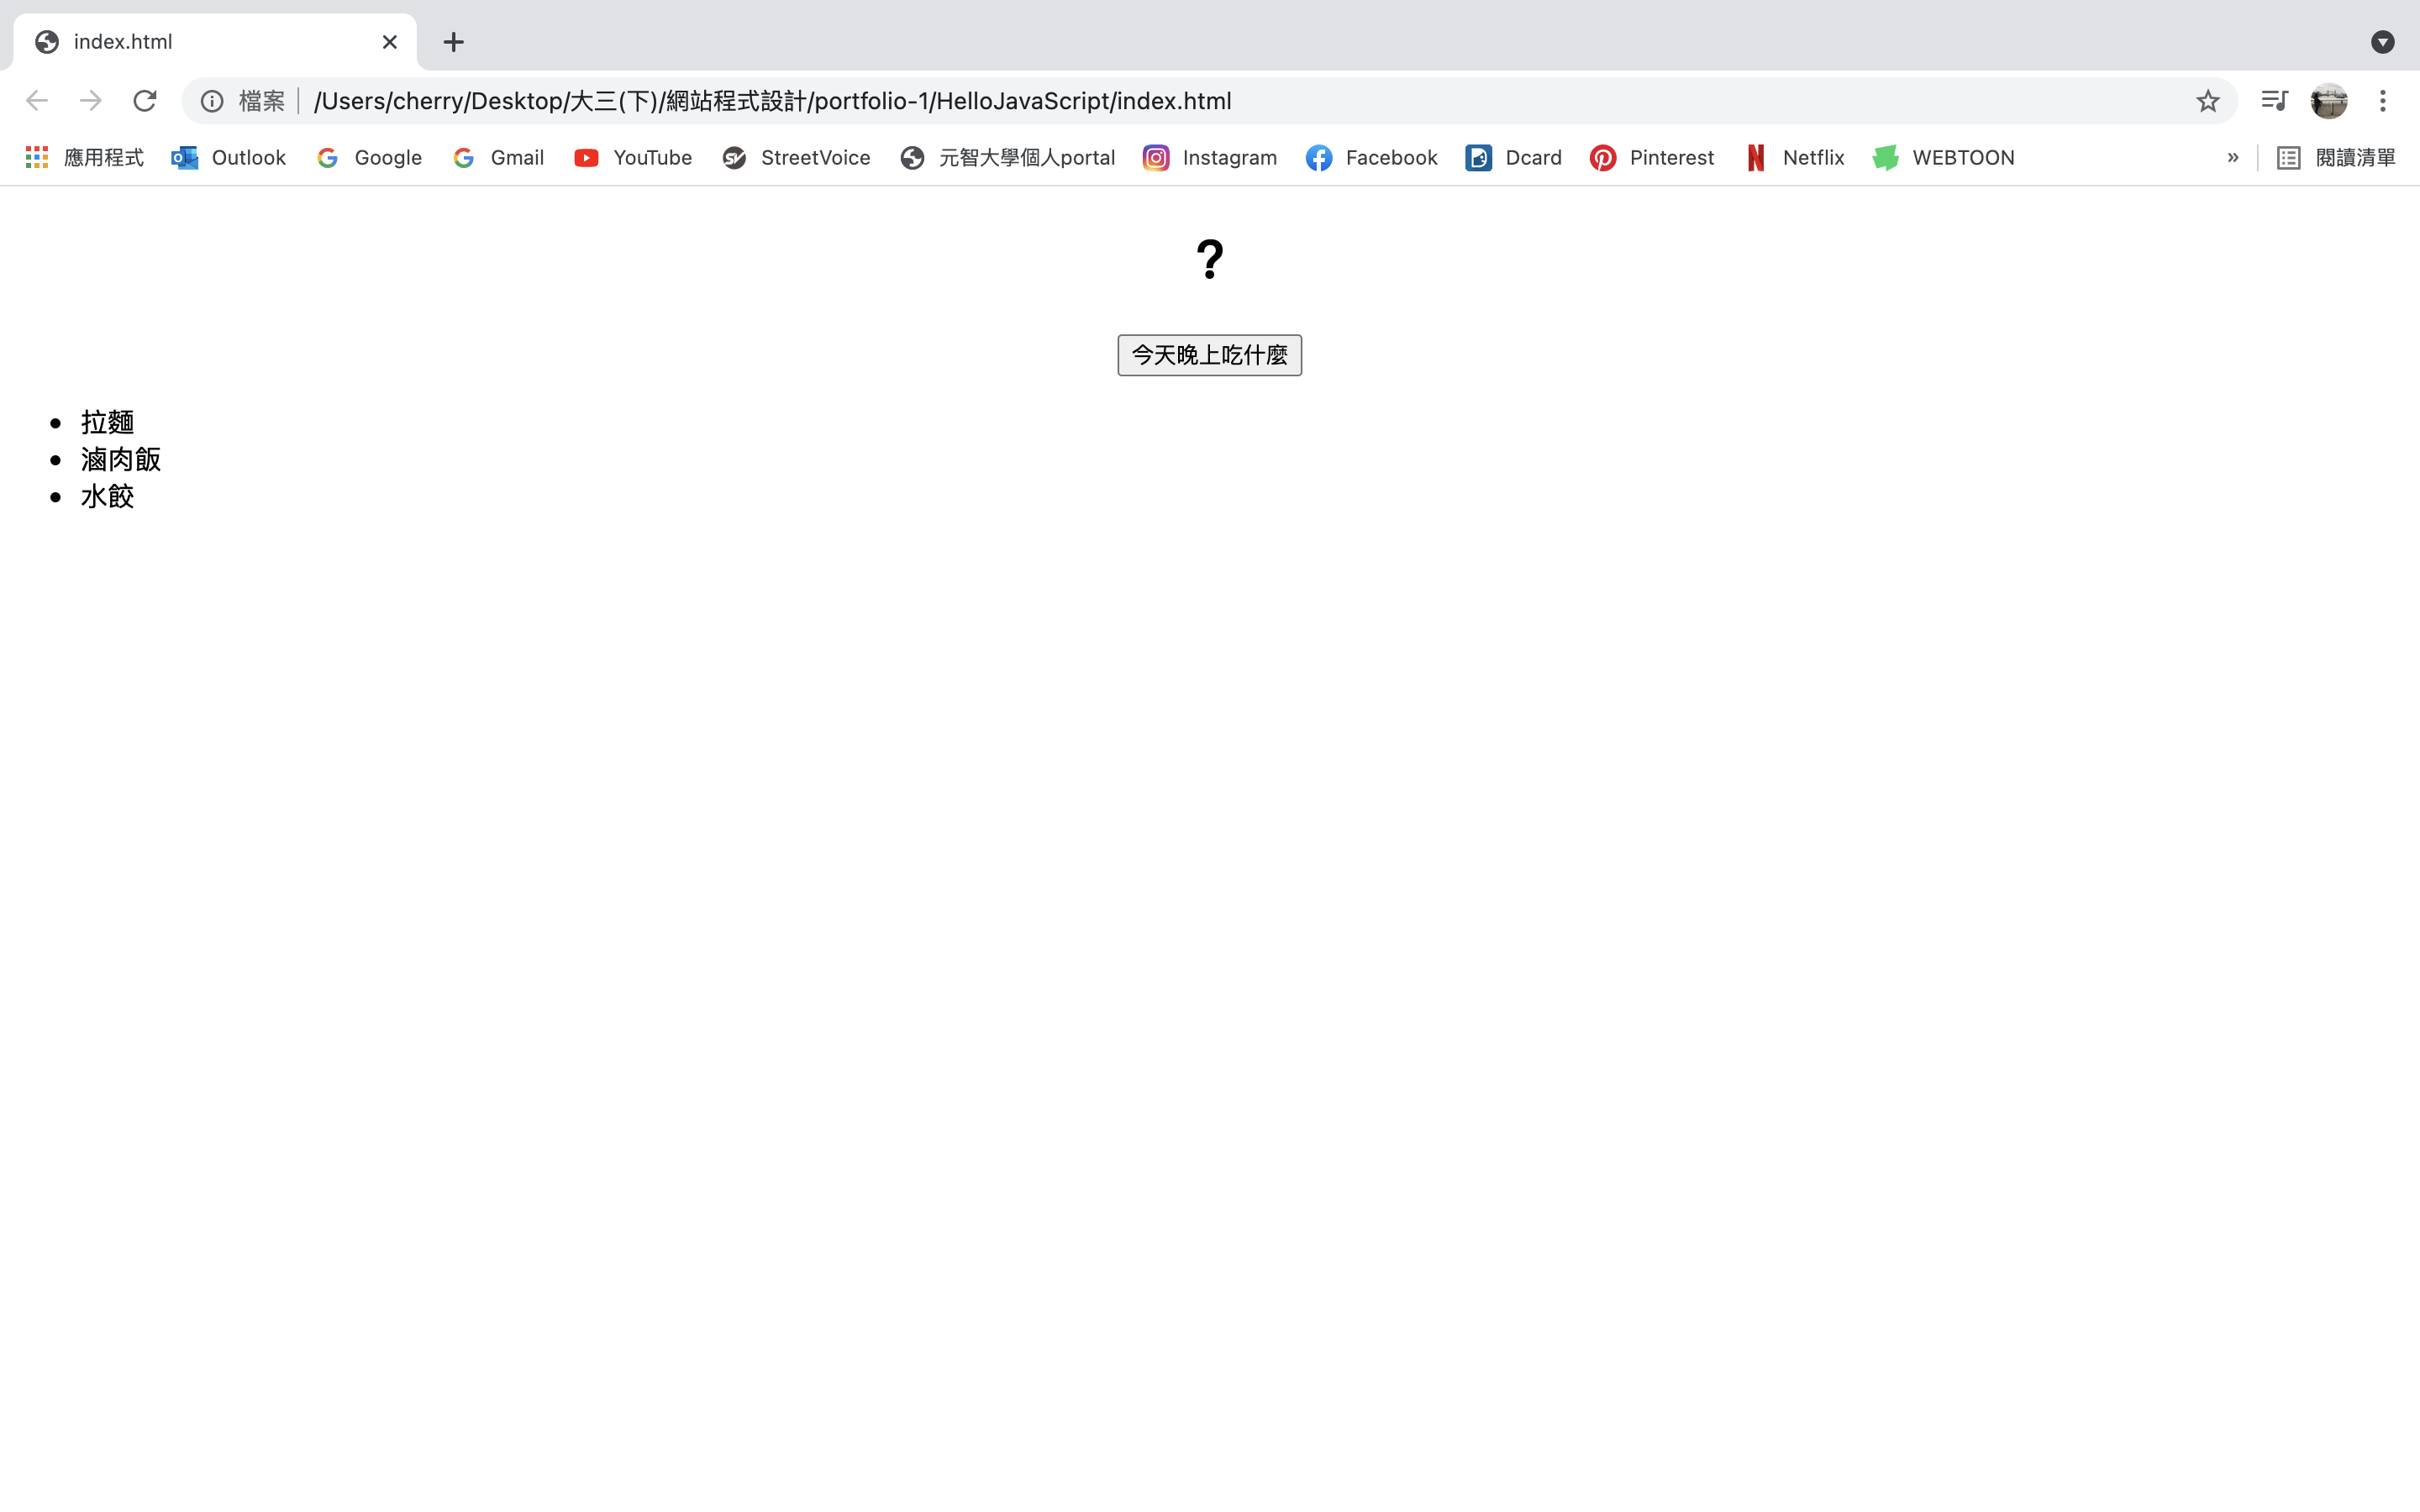 index.html
檔案 /Users/cherry/Desktop/大三(下)/網站程式設計/portfolio-1/HelloJavaScript/index.html
應用程式 Outlook Google Gmail YouTube StreetVoice 元智大學個人portal Instagram Facebook Dcard Pinterest Netflix WEBTOON » 閱讀清單
?
今天晚上吃什麼
• 拉麵
• 滷肉飯
• 水餃